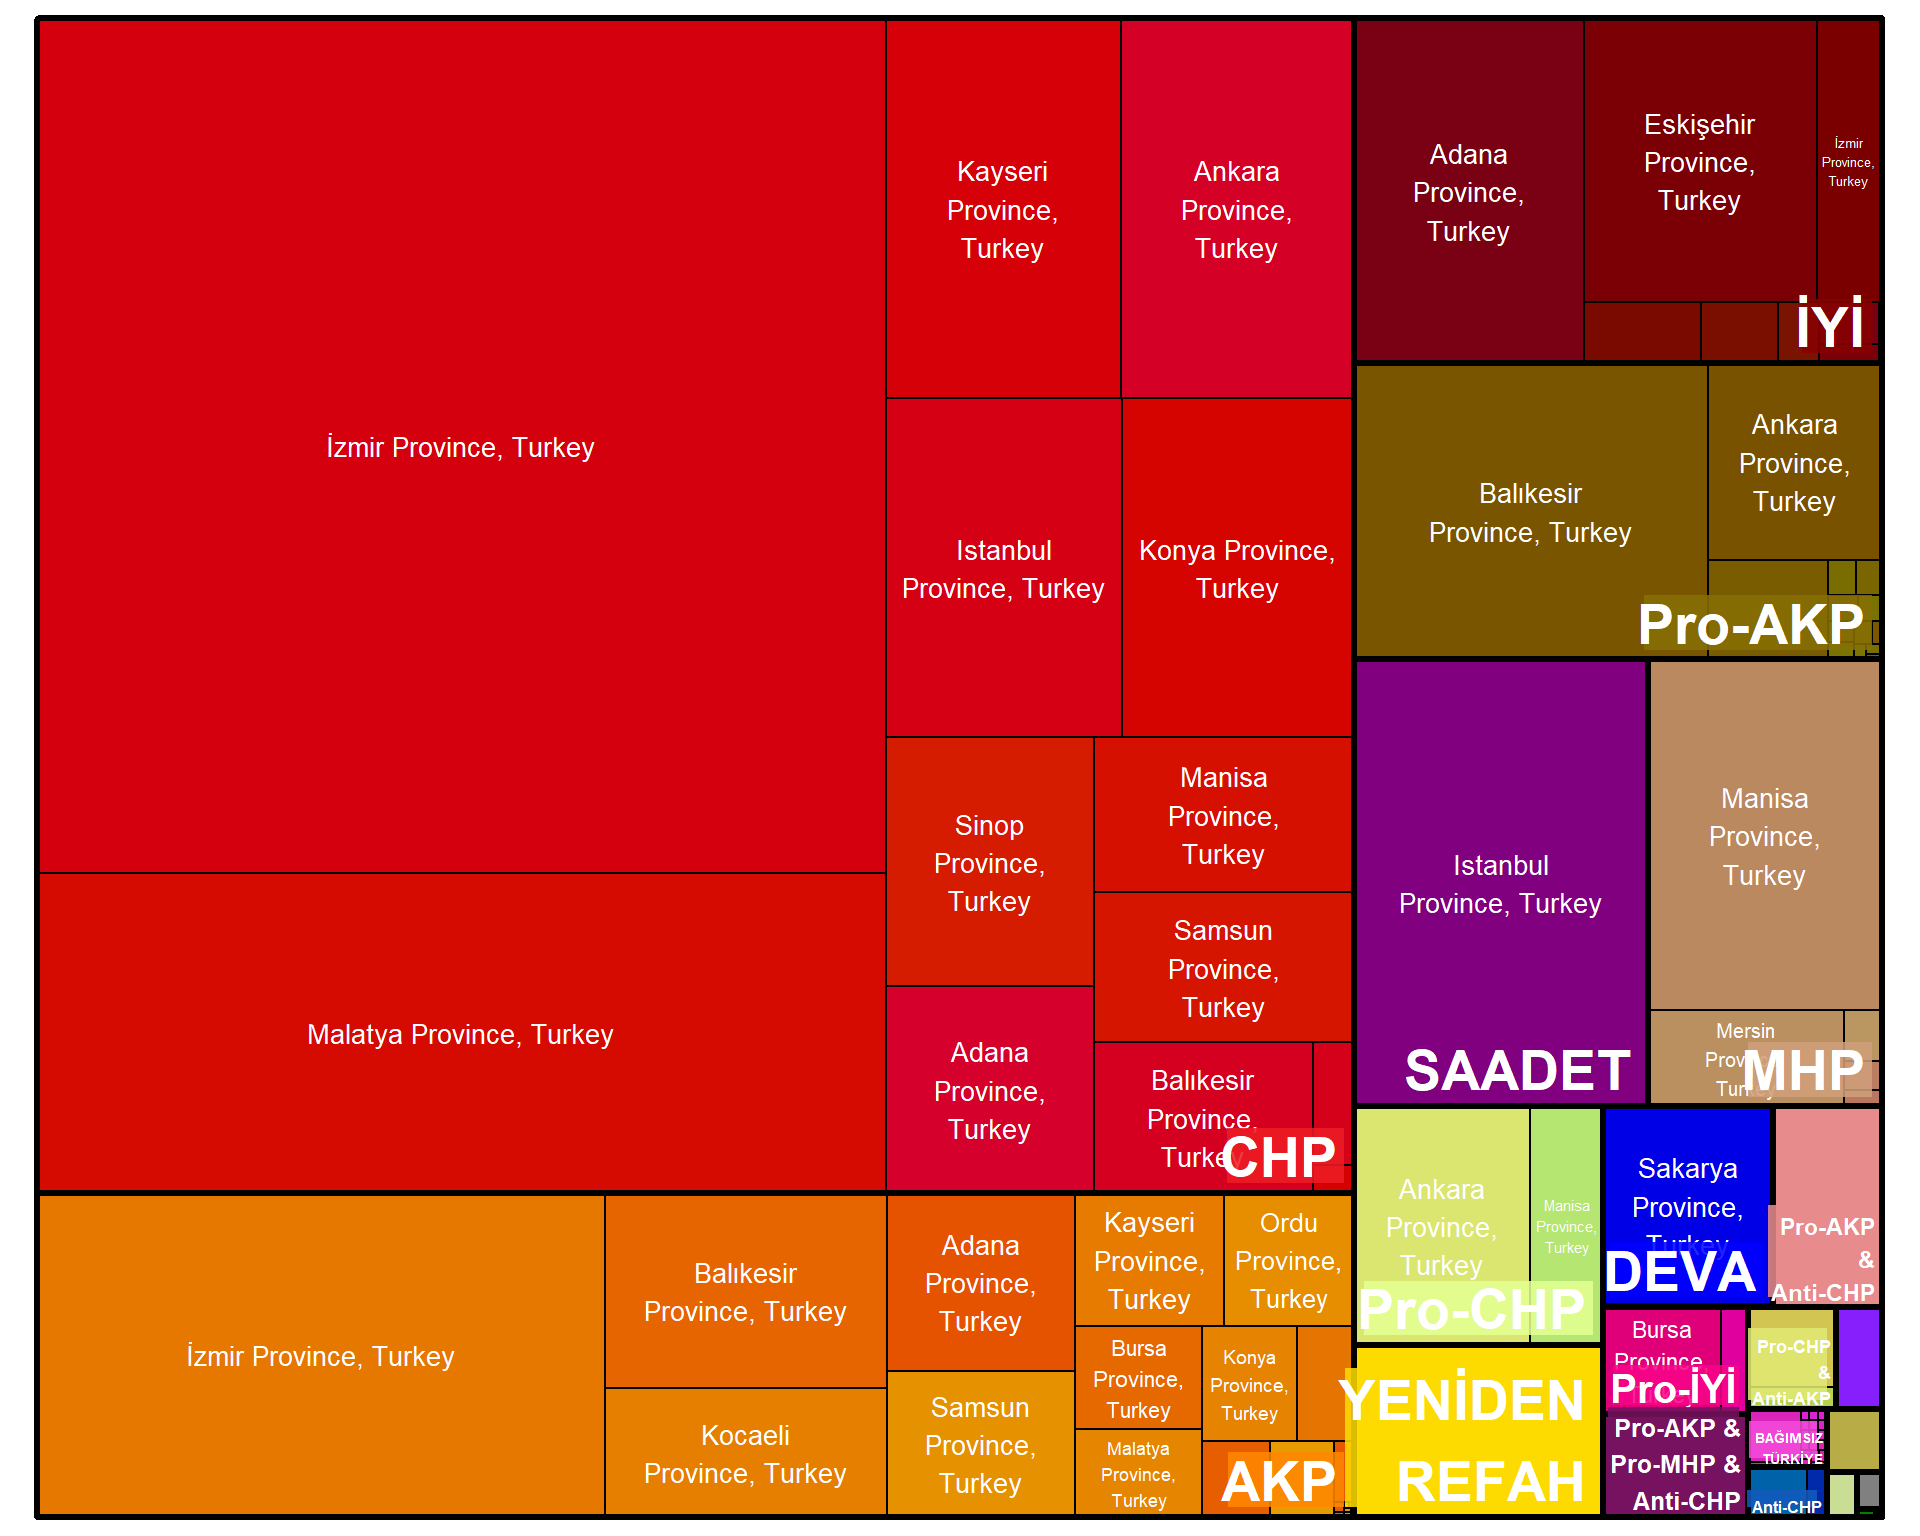 İzmir Province, Turkey
Malatya Province, Turkey
Kayseri
Province,
Turkey
Ankara
Province,
Turkey
Istanbul
Province, Turkey
Konya Province,
Turkey
Sinop
Province,
Turkey
Manisa
Province,
Turkey
Samsun
Province,
Turkey
Adana
Province,
Turkey
Balıkesir
Province,
Turkey
CHP
İzmir Province, Turkey
Balıkesir
Province, Turkey
Kocaeli
Province, Turkey
Adana
Province,
Turkey
Samsun
Province,
Turkey
Kayseri
Province,
Turkey
Ordu
Province,
Turkey
Bursa
Province,
Turkey
Konya
Province,
Turkey
Malatya
Province,
Turkey
AKP
Adana
Province,
Turkey
Eskişehir
Province,
Turkey
İzmir
Province,
Turkey
İYİ
Balıkesir
Province, Turkey
Ankara
Province,
Turkey
Pro-AKP
Istanbul
Province, Turkey
SAADET
Manisa
Province,
Turkey
Mersin
Province,
Turkey
MHP
Ankara
Province,
Turkey
Manisa
Province,
Turkey
Pro-CHP
Sakarya
Province,
Turkey
DEVA
Pro-AKP
&
Anti-CHP
YENİDEN
REFAH
Bursa
Province,
Pro-İYİ
Pro-CHP
&
Anti-AKP
Pro-AKP &
Pro-MHP &
Anti-CHP
BAĞIMSIZ
TÜRKİYE
Anti-CHP